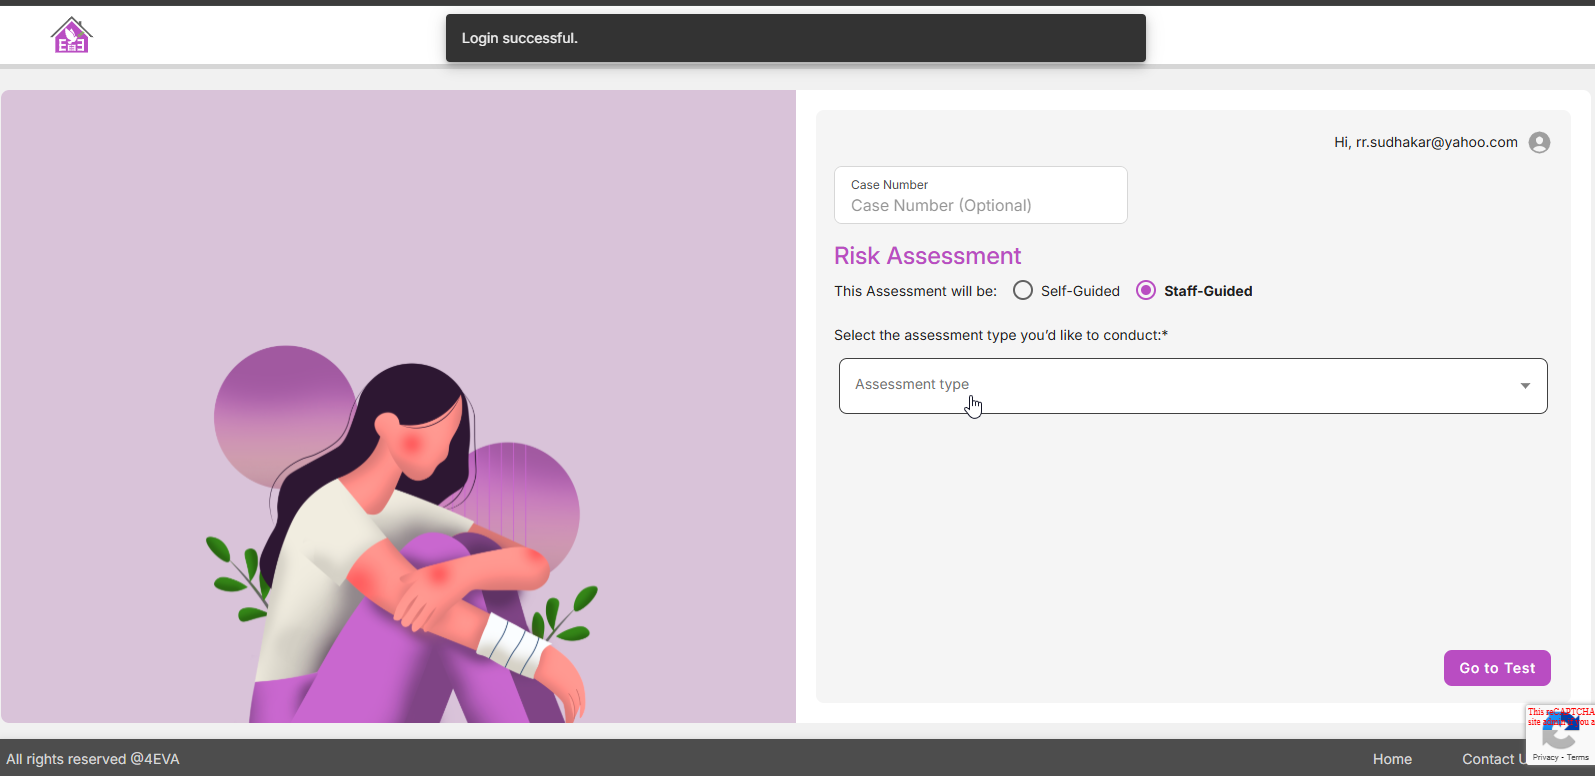 Login successful.
Hi, rr.sudhakar@yahoo.com
Case Number
Case Number (Optional)
Risk Assessment
This Assessment will be: Self-Guided Staff-Guided
Select the assessment type you’d like to conduct:*
Assessment type
Go to Test
This reCAPTCHA
site
Privacy - Terms
All rights reserved @4EVA
Home
Contact